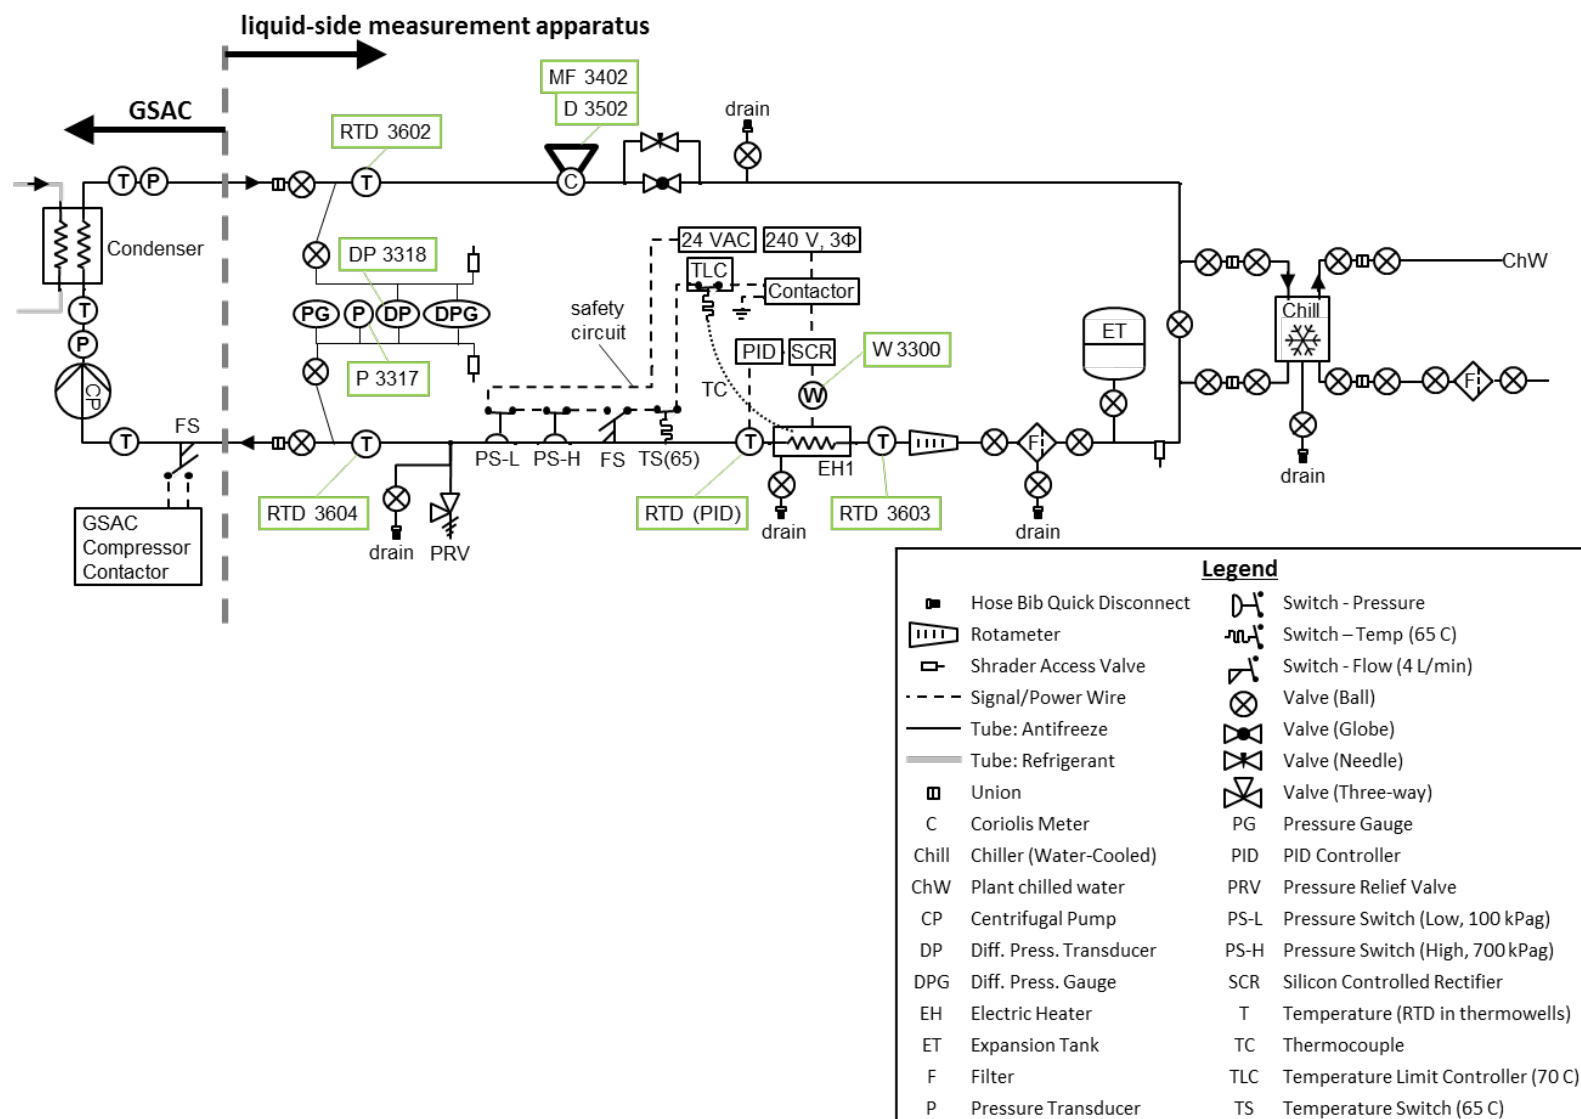 liquid-side measurement apparatus
GSAC
MF 3402
D 3502
drain
RTD 3602
T
P
T
C
Condenser
24 VAC
240 V, 3Φ
DP 3318
TLC
Contactor
ChW
T
PG
P
DP
DPG
safety
circuit
Chill
ET
P
PID
SCR
W 3300
P 3317
TC
W
CP
F
FS
T
T
PS-L
PS-H
FS
TS(65)
T
EH1
T
F
RTD 3604
RTD (PID)
RTD 3603
drain
GSAC
Compressor
Contactor
drain
PRV
drain
drain
Legend
Hose Bib Quick Disconnect
Switch - Pressure
Rotameter
Switch – Temp (65 C)
Shrader Access Valve
Switch - Flow (4 L/min)
Signal/Power Wire
Valve (Ball)
Tube: Antifreeze
Valve (Globe)
Tube: Refrigerant
Valve (Needle)
Union
Valve (Three-way)
C Coriolis Meter
PG Pressure Gauge
Chill Chiller (Water-Cooled)
PID PID Controller
ChW Plant chilled water
PRV Pressure Relief Valve
CP Centrifugal Pump
PS-L Pressure Switch (Low, 100 kPag)
DP Diff. Press. Transducer
PS-H Pressure Switch (High, 700 kPag)
DPG Diff. Press. Gauge
SCR Silicon Controlled Rectifier
EH Electric Heater
T Temperature (RTD in thermowells)
ET Expansion Tank
TC Thermocouple
F Filter
TLC Temperature Limit Controller (70 C)
P Pressure Transducer
TS Temperature Switch (65 C)